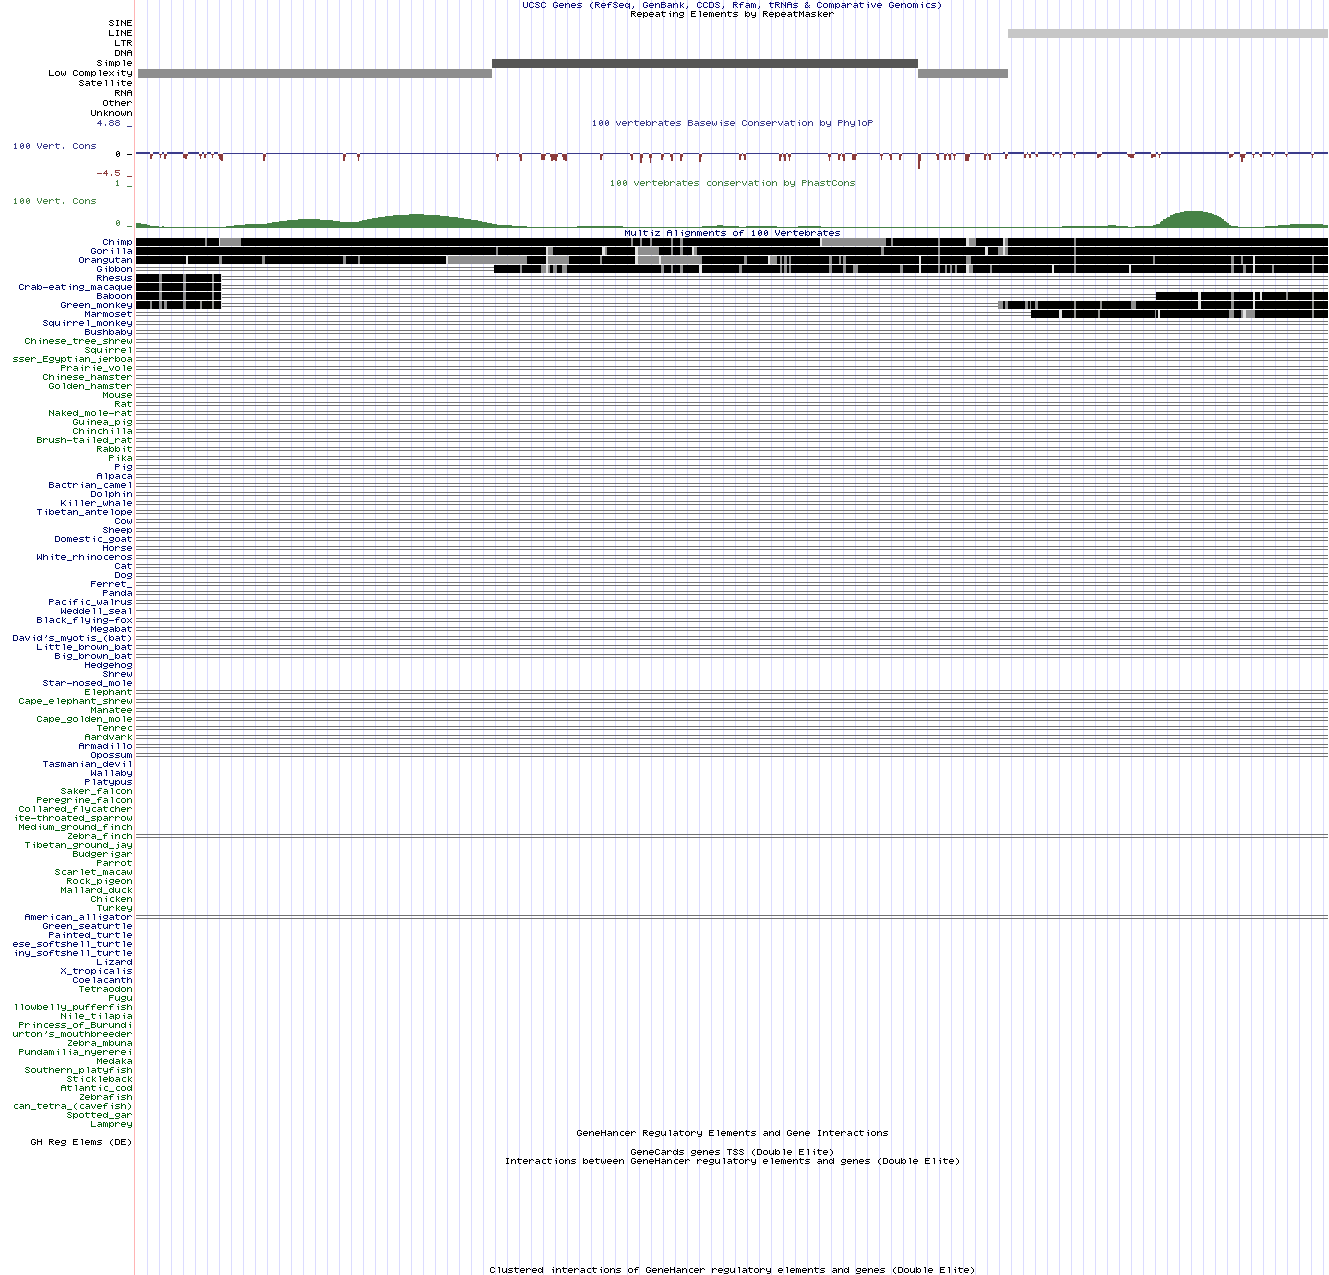 UCSC Genes (RefSeq, GenBank, CCDS, Rfam, tRNAs & Comparative Genomics)
Repeating Elements by RepeatMasker
SINE
LINE
LTR
DNA
Simple
Low Complexity
Satellite
RNA
Other
Unknown
4.88 _
100 vertebrates Basewise Conservation by PhyloP
100 Vert. Cons
0 -
-4.5 _
1 _
100 vertebrates conservation by PhastCons
100 Vert. Cons
0 _
Multiz Alignments of 100 Vertebrates
Chimp
Gorilla
Orangutan
Gibbon
Rhesus
Crab-eating_macaque
Baboon
Green_monkey
Marmoset
Squirrel_monkey
Bushbaby
Chinese_tree_shrew
Squirrel
sser_Egyptian_jerboa
Prairie_vole
Chinese_hamster
Golden_hamster
Mouse
Rat
Naked_mole-rat
Guinea_pig
Chinchilla
Brush-tailed_rat
Rabbit
Pika
Pig
Alpaca
Bactrian_camel
Dolphin
Killer_whale
Tibetan_antelope
Cow
Sheep
Domestic_goat
Horse
White_rhinoceros
Cat
Dog
Ferret_
Panda
Pacific_walrus
Weddell_seal
Black_flying-fox
Megabat
David's_myotis_(bat)
Little_brown_bat
Big_brown_bat
Hedgehog
Shrew
Star-nosed_mole
Elephant
Cape_elephant_shrew
Manatee
Cape_golden_mole
Tenrec
Aardvark
Armadillo
Opossum
Tasmanian_devil
Wallaby
Platypus
Saker_falcon
Peregrine_falcon
Collared_flycatcher
ite-throated_sparrow
Medium_ground_finch
Zebra_finch
Tibetan_ground_jay
Budgerigar
Parrot
Scarlet_macaw
Rock_pigeon
Mallard_duck
Chicken
Turkey
American_alligator
Green_seaturtle
Painted_turtle
ese_softshell_turtle
iny_softshell_turtle
Lizard
X_tropicalis
Coelacanth
Tetraodon
Fugu
llowbelly_pufferfish
Nile_tilapia
Princess_of_Burundi
urton's_mouthbreeder
Zebra_mbuna
Pundamilia_nyererei
Medaka
Southern_platyfish
Stickleback
Atlantic_cod
Zebrafish
can_tetra_(cavefish)
Spotted_gar
Lamprey
GeneHancer Regulatory Elements and Gene Interactions
GH Reg Elems (DE)
GeneCards genes TSS (Double Elite)
Interactions between GeneHancer regulatory elements and genes (Double Elite)
Clustered interactions of GeneHancer regulatory elements and genes (Double Elite)